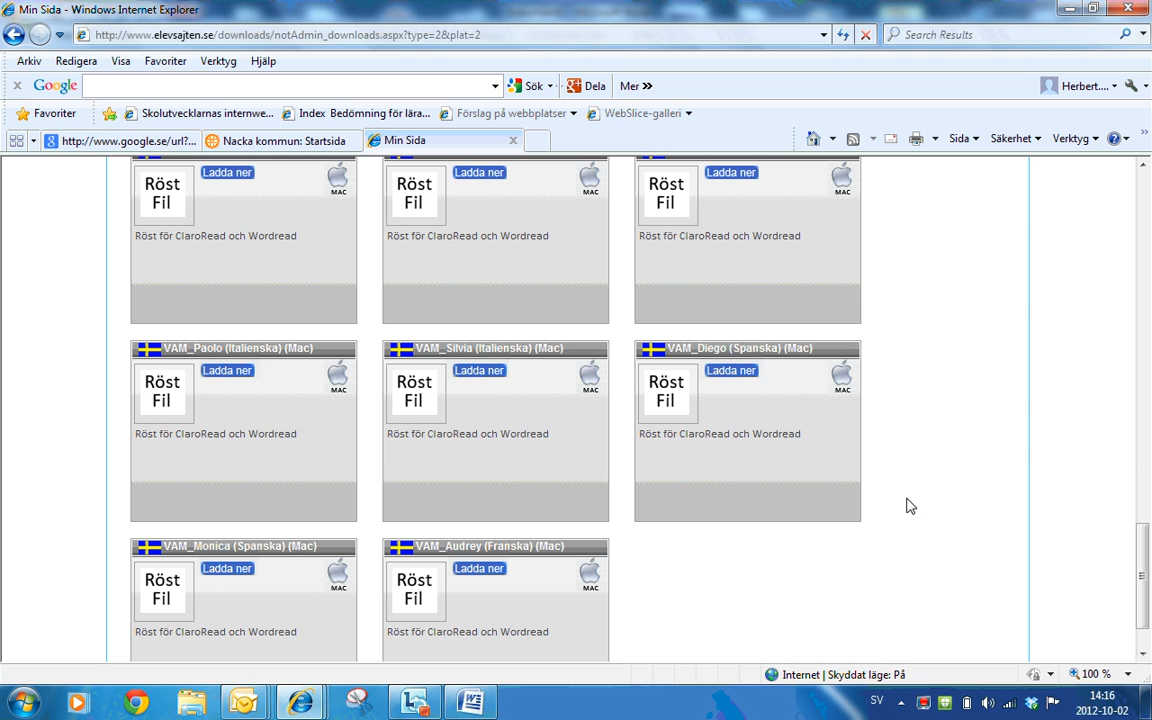 Min Sida - Windows Internet Explorer
http://www.elevsajten.se/downloads/notAdmin_downloads.aspx?type=2&plat=2
Search Results
Arkiv Redigera Visa Favoriter Verktyg Hjälp
x Google Sök Dela Mer » Herbert....
Favoriter Skolutvecklarnas internwe... Index Bedömning för lära... Förslag på webbplatser WebSlice-galleri
http://www.google.se/url?... Nacka kommun: Startsida Min Sida x Sida Säkerhet Verktyg »
Röst Ladda ner MAC Röst Ladda ner MAC Röst Ladda ner MAC
Fil Fil Fil
Röst för ClaroRead och Wordread Röst för ClaroRead och Wordread Röst för ClaroRead och Wordread
VAM_Paolo (Italienska) (Mac) VAM_Silvia (Italienska) (Mac) VAM_Diego (Spanska) (Mac)
Röst Ladda ner MAC Röst Ladda ner MAC Röst Ladda ner MAC
Fil Fil Fil
Röst för ClaroRead och Wordread Röst för ClaroRead och Wordread Röst för ClaroRead och Wordread
VAM_Monica (Spanska) (Mac) VAM_Audrey (Franska) (Mac)
Röst Ladda ner MAC Röst Ladda ner MAC
Fil Fil
Röst för ClaroRead och Wordread Röst för ClaroRead och Wordread
Internet | Skyddat läge: På 100 %
SV 14:16
2012-10-02